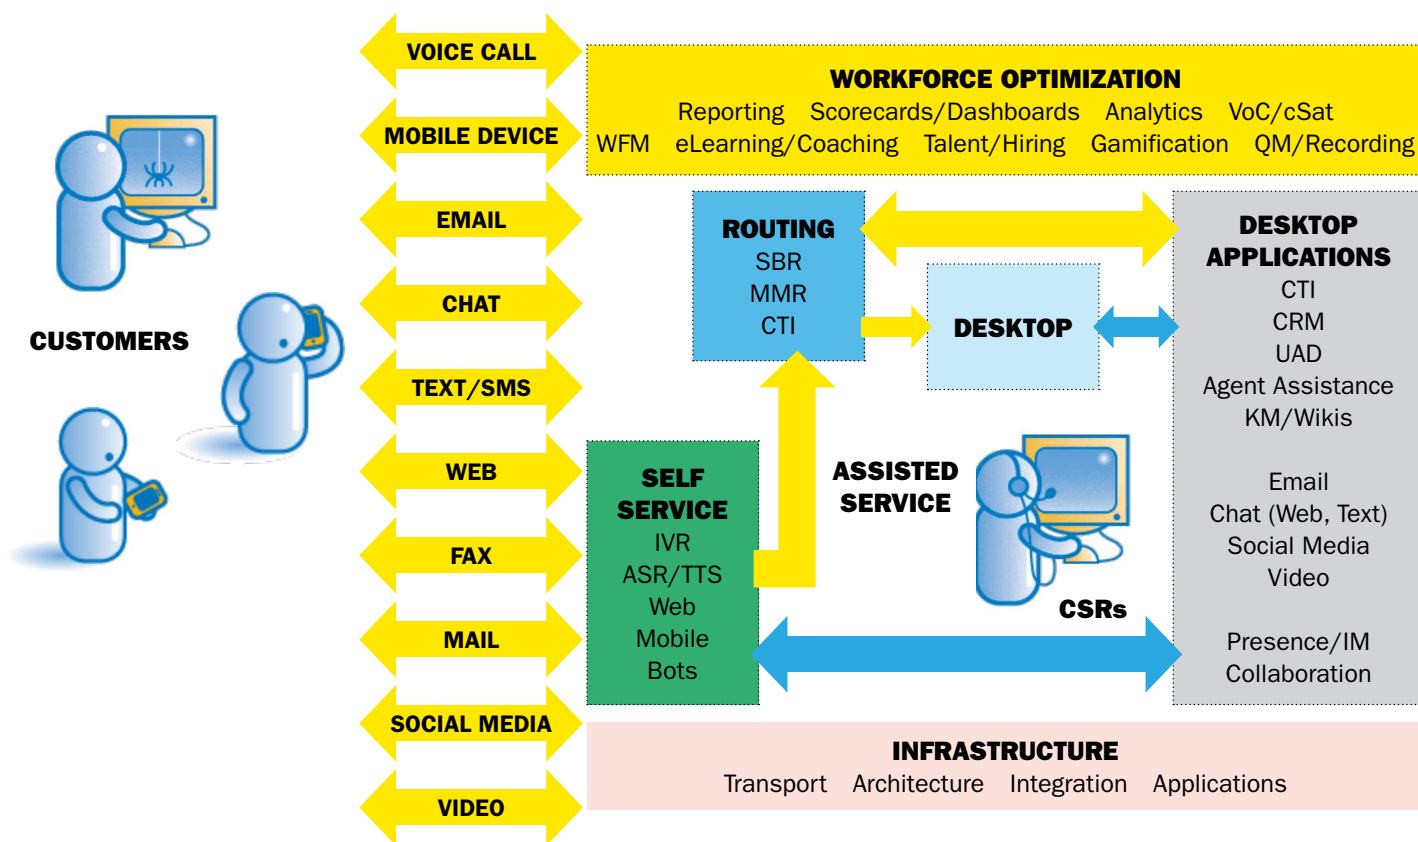 CUSTOMERS
VOICE CALL
MOBILE DEVICE
EMAIL
CHAT
TEXT/SMS
WEB
FAX
MAIL
SOCIAL MEDIA
VIDEO
WORKFORCE OPTIMIZATION
Reporting Scorecards/Dashboards Analytics VoC/cSat
WFM eLearning/Coaching Talent/Hiring Gamification QM/Recording
ROUTING
SBR
MMR
CTI
DESKTOP
DESKTOP
APPLICATIONS
CTI
CRM
UAD
Agent Assistance
KM/Wikis
Email
Chat (Web, Text)
Social Media
Video
Presence/IM
Collaboration
SELF
SERVICE
IVR
ASR/TTS
Web
Mobile
Bots
ASSISTED
SERVICE
CSRs
INFRASTRUCTURE
Transport Architecture Integration Applications